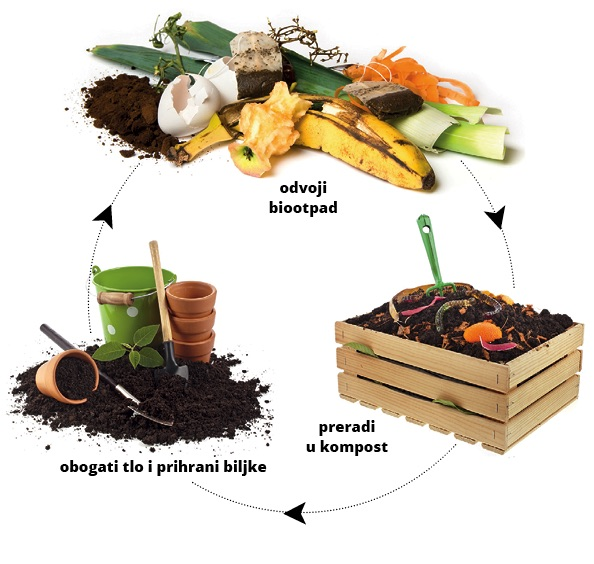 odvoji
biootpad
preradi
u kompost
obogati tlo i prihrani biljke